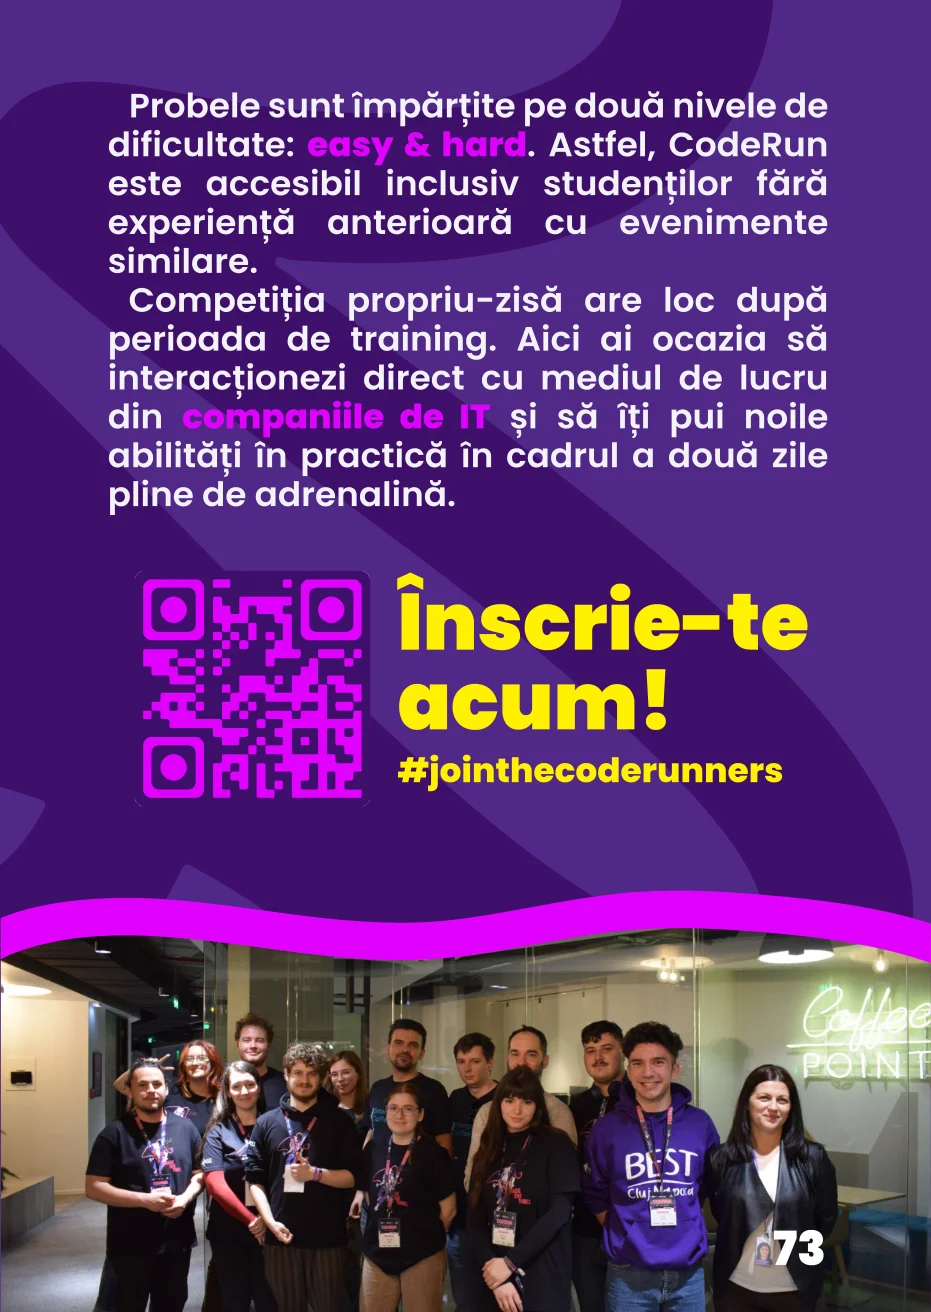 Probele sunt împărțite pe două nivele de
dificultate: easy & hard. Astfel, CodeRun
este accesibil inclusiv studenților fără
experiență anterioară cu evenimente
similare.
Competiția propriu-zisă are loc după
perioada de training. Aici ai ocazia să
interacționezi direct cu mediul de lucru
din companiile de IT și să îți pui noile
abilități în practică în cadrul a două zile
pline de adrenalină.
Înscrie-te
acum!
#jointhecoderunners
Coffee
POINT
BEST
Cluj-Napoca
73